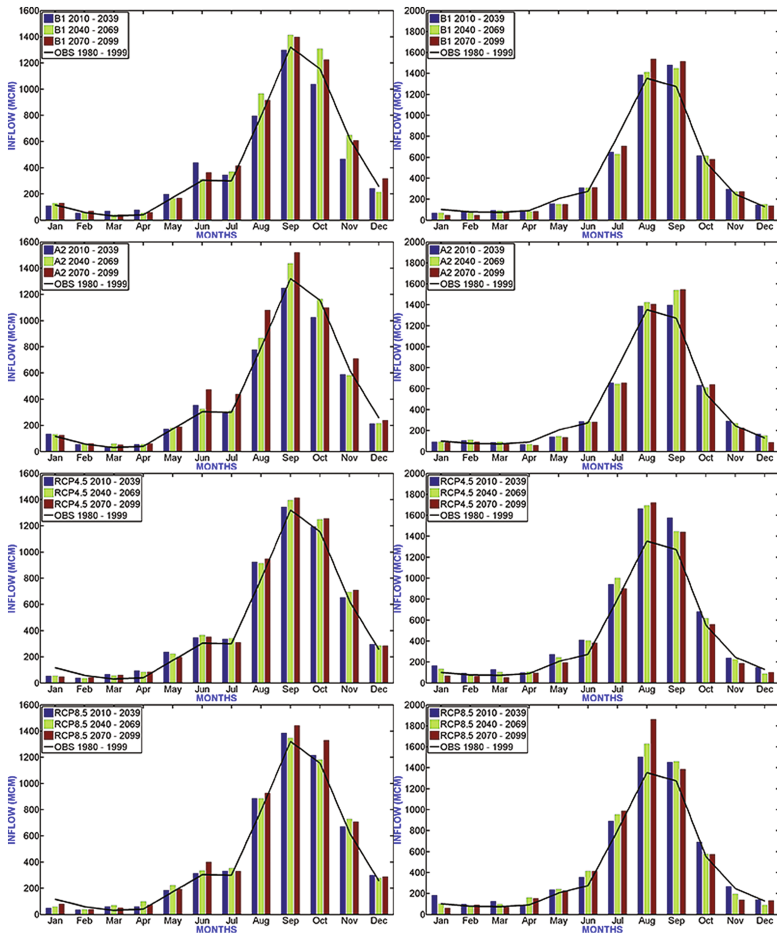 B1 2010 - 2039
B1 2040 - 2069
B1 2070 - 2099
OBS 1980 - 1999
INFLOW (MCM)
1600
1400
1200
1000
800
600
400
200
0
Jan Feb Mar Apr May Jun Jul Aug Sep Oct Nov Dec
MONTHS
B1 2010 - 2039
B1 2040 - 2069
B1 2070 - 2099
OBS 1980 - 1999
INFLOW (MCM)
2000
1800
1600
1400
1200
1000
800
600
400
200
0
Jan Feb Mar Apr May Jun Jul Aug Sep Oct Nov Dec
MONTHS
A2 2010 - 2039
A2 2040 - 2069
A2 2070 - 2099
OBS 1980 - 1999
INFLOW (MCM)
1600
1400
1200
1000
800
600
400
200
0
Jan Feb Mar Apr May Jun Jul Aug Sep Oct Nov Dec
MONTHS
A2 2010 - 2039
A2 2040 - 2069
A2 2070 - 2099
OBS 1980 - 1999
INFLOW (MCM)
2000
1800
1600
1400
1200
1000
800
600
400
200
0
Jan Feb Mar Apr May Jun Jul Aug Sep Oct Nov Dec
MONTHS
RCP4.5 2010 - 2039
RCP4.5 2040 - 2069
RCP4.5 2070 - 2099
OBS 1980 - 1999
INFLOW (MCM)
1600
1400
1200
1000
800
600
400
200
0
Jan Feb Mar Apr May Jun Jul Aug Sep Oct Nov Dec
MONTHS
RCP4.5 2010 - 2039
RCP4.5 2040 - 2069
RCP4.5 2070 - 2099
OBS 1980 - 1999
INFLOW (MCM)
2000
1800
1600
1400
1200
1000
800
600
400
200
0
Jan Feb Mar Apr May Jun Jul Aug Sep Oct Nov Dec
MONTHS
RCP8.5 2010 - 2039
RCP8.5 2040 - 2069
RCP8.5 2070 - 2099
OBS 1980 - 1999
INFLOW (MCM)
1600
1400
1200
1000
800
600
400
200
0
Jan Feb Mar Apr May Jun Jul Aug Sep Oct Nov Dec
MONTHS
RCP8.5 2010 - 2039
RCP8.5 2040 - 2069
RCP8.5 2070 - 2099
OBS 1980 - 1999
INFLOW (MCM)
2000
1800
1600
1400
1200
1000
800
600
400
200
0
Jan Feb Mar Apr May Jun Jul Aug Sep Oct Nov Dec
MONTHS